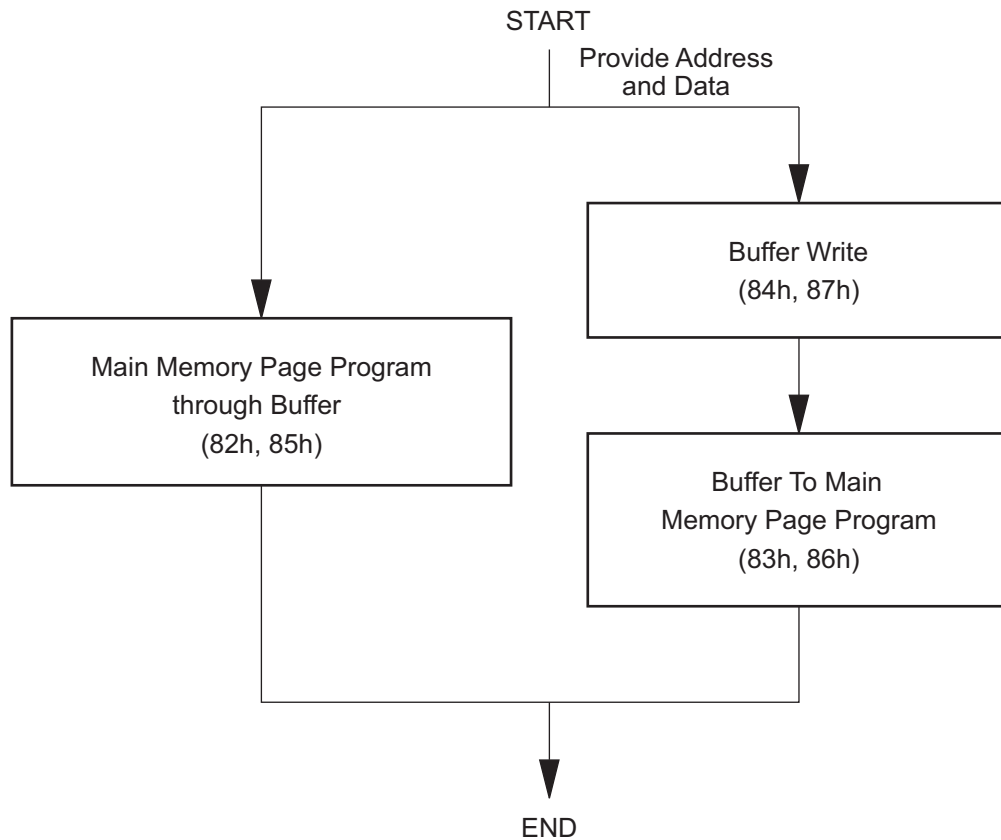 START
Provide Address
and Data
Buffer Write
(84h, 87h)
Main Memory Page Program
through Buffer
(82h, 85h)
Buffer To Main
Memory Page Program
(83h, 86h)
END